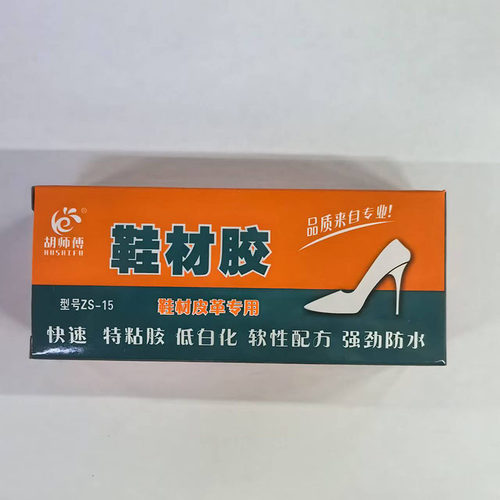 胡师傅®
HUSHIFU
鞋材胶
品质来自专业!
型号ZS-15
鞋材皮革专用
快速 特粘胶 低白化 软性配方 强劲防水